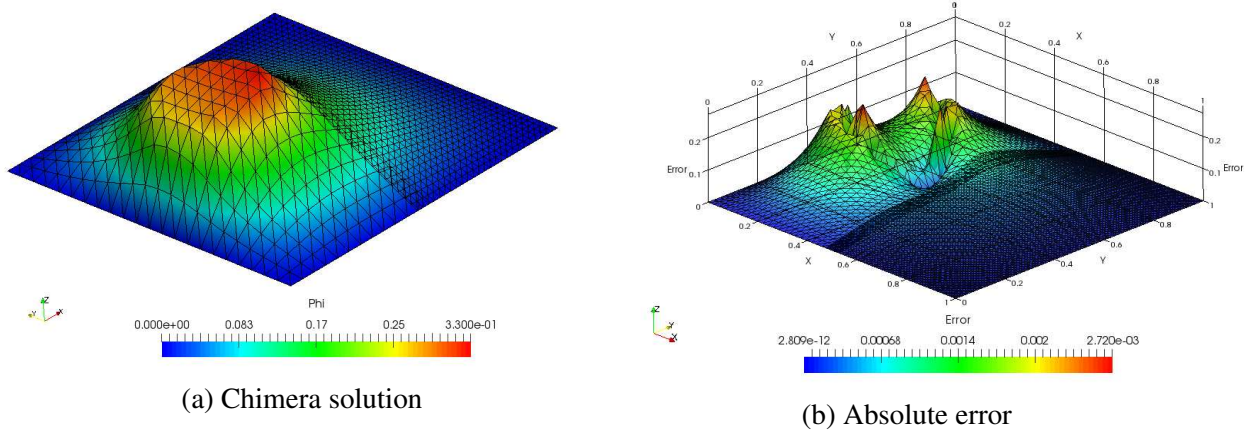 Phi
0.000e+00 0.083 0.17 0.25 3.300e-01
Z
Y X
(a) Chimera solution
0
0.2 0.2
0.4 0.4
0.6 0.6
0.8 0.8
Y X
0 1
0.2 0.2
Error 0.1 0.1 Error
0 1
0.2 0.8
0.4 0.6
X Y
0.6 0.4
0.8 0.2
1 0
Z
Y
X
Error
2.809e-12 0.00068 0.0014 0.002 2.720e-03
(b) Absolute error